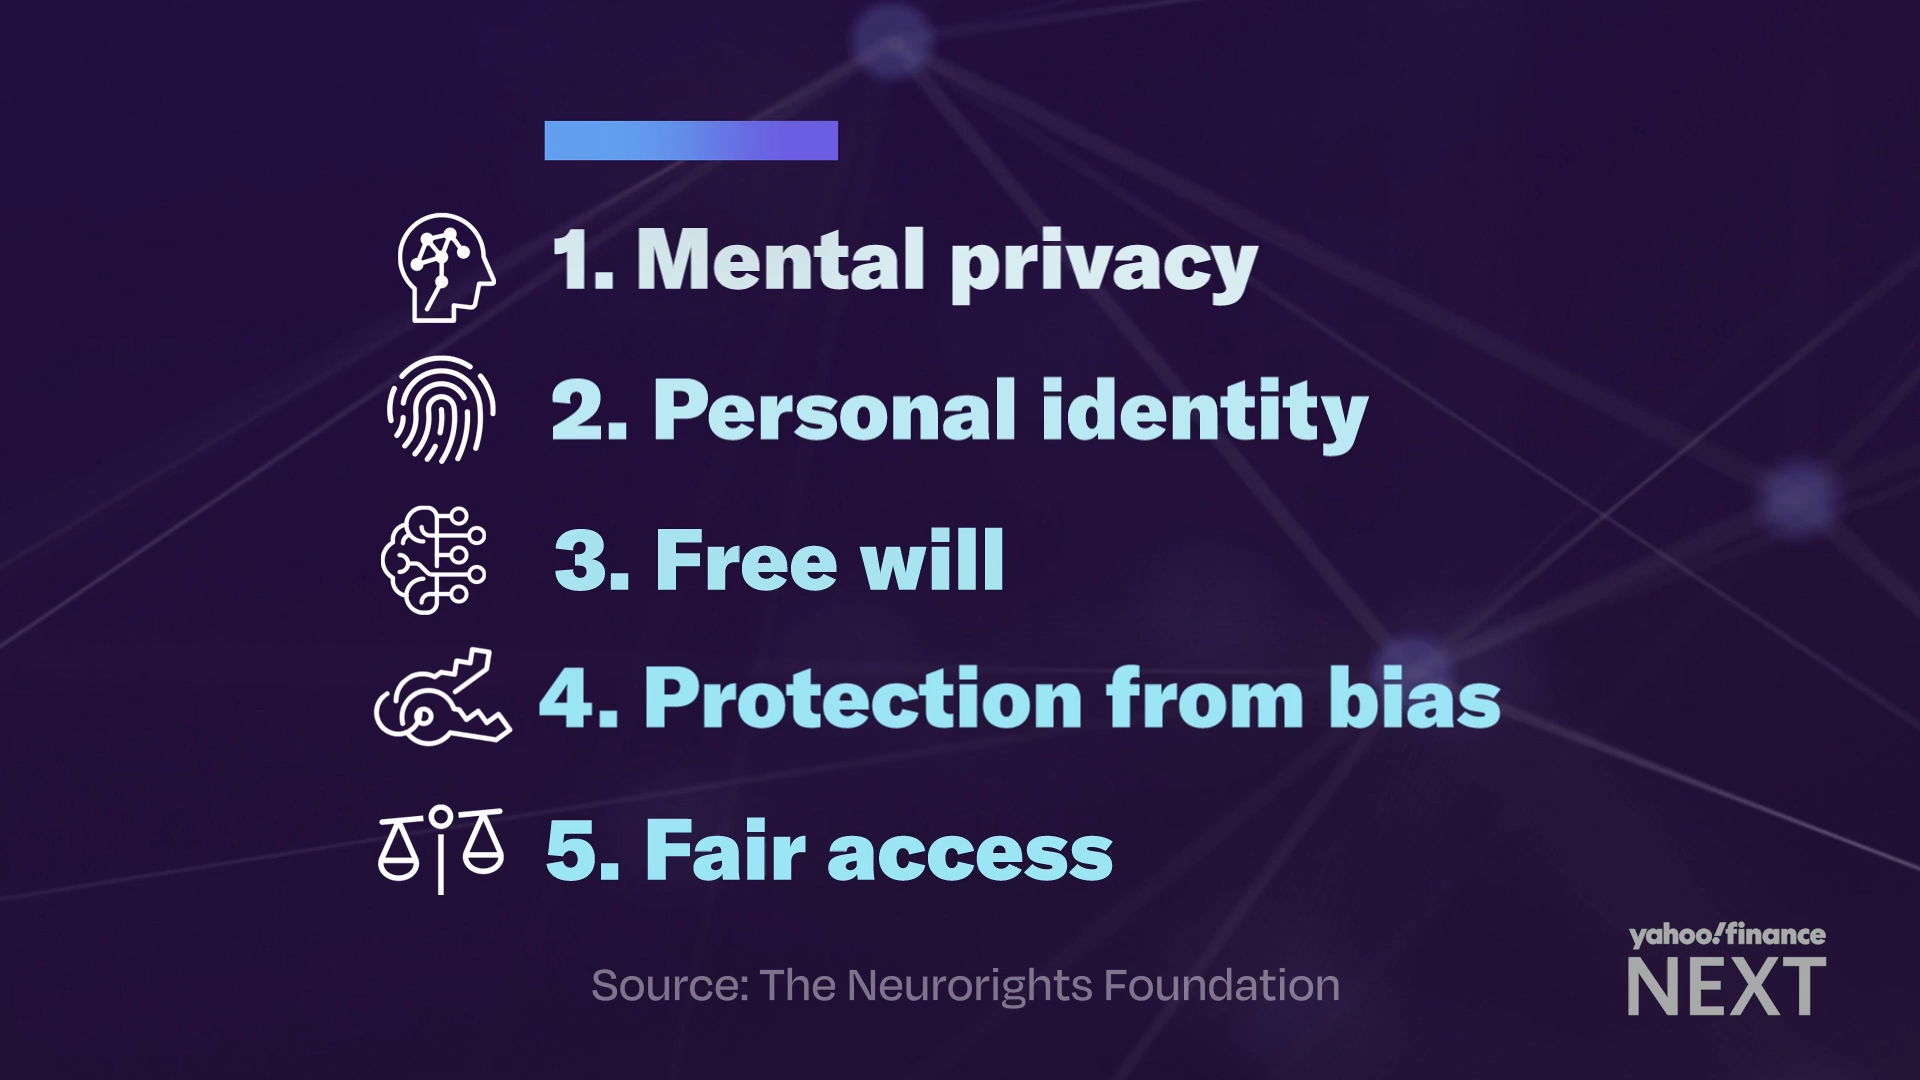 1. Mental privacy
2. Personal identity
3. Free will
4. Protection from bias
5. Fair access
Source: The Neurorights Foundation
yahoo!finance
NEXT